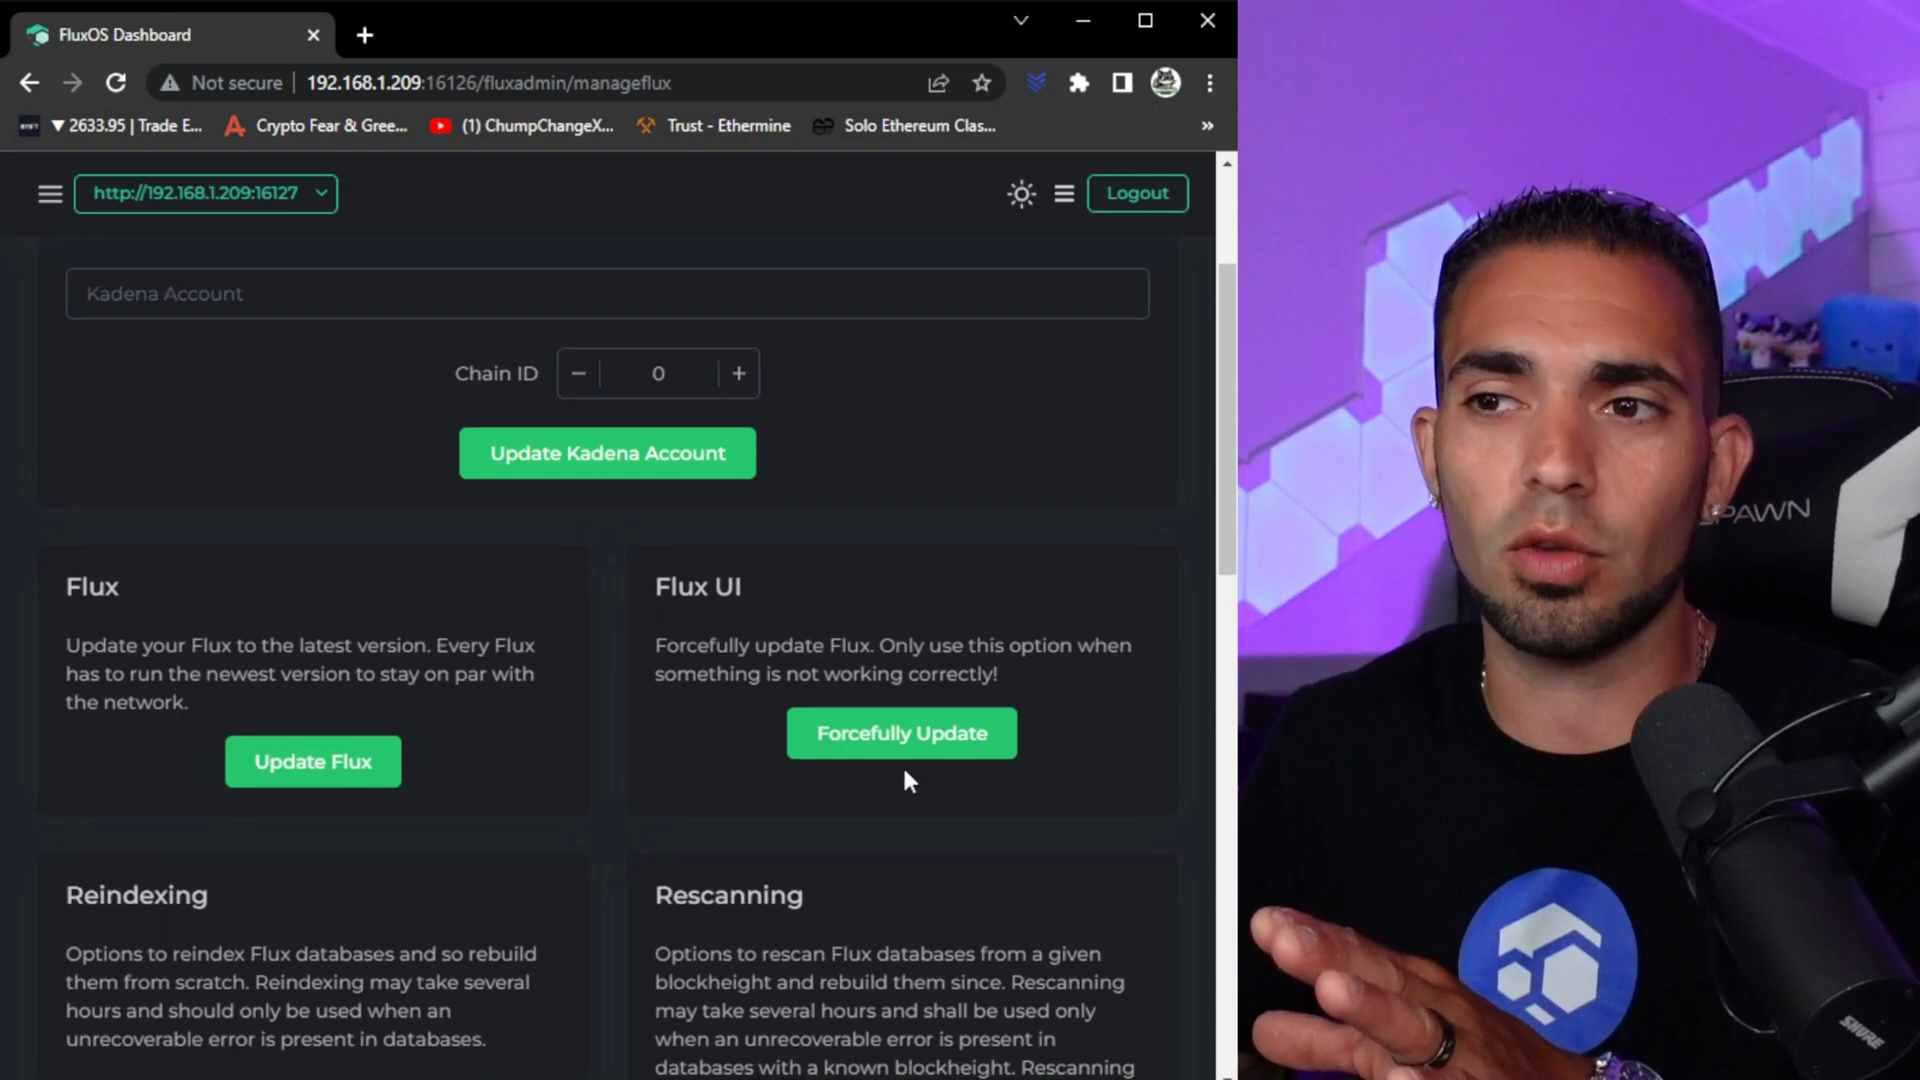 FluxOS Dashboard
Not secure
192.168.1.209:16126/fluxadmin/manageflux
▼ 2633.95 | Trade E...
Crypto Fear & Gree...
(1) ChumpChangeX...
Trust - Ethermine
Solo Ethereum Clas...
»
http://192.168.1.209:16127
Logout
Kadena Account
Chain ID
− 0 +
Update Kadena Account
Flux
Update your Flux to the latest version. Every Flux
has to run the newest version to stay on par with
the network.
Update Flux
Flux UI
Forcefully update Flux. Only use this option when
something is not working correctly!
Forcefully Update
Reindexing
Options to reindex Flux databases and so rebuild
them from scratch. Reindexing may take several
hours and should only be used when an
unrecoverable error is present in databases.
Rescanning
Options to rescan Flux databases from a given
blockheight and rebuild them since. Rescanning
may take several hours and shall be used only
when an unrecoverable error is present in
databases with a known blockheight. Rescanning
SPAWN
SHURE